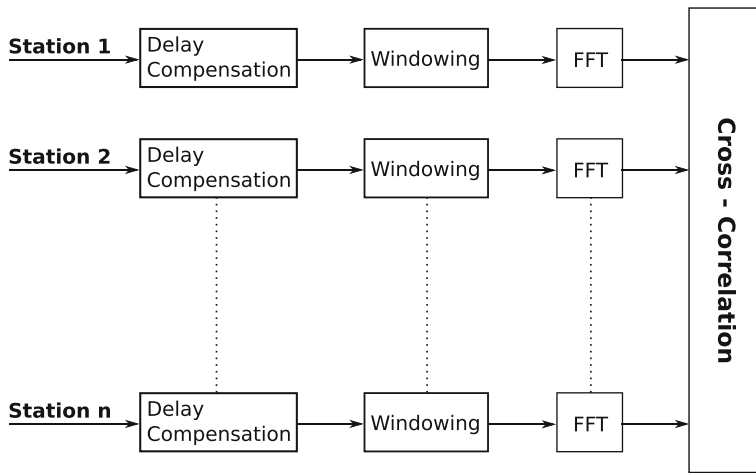 Station 1
Delay
Compensation
Windowing
FFT
Station 2
Delay
Compensation
Windowing
FFT
Station n
Delay
Compensation
Windowing
FFT
Cross - Correlation